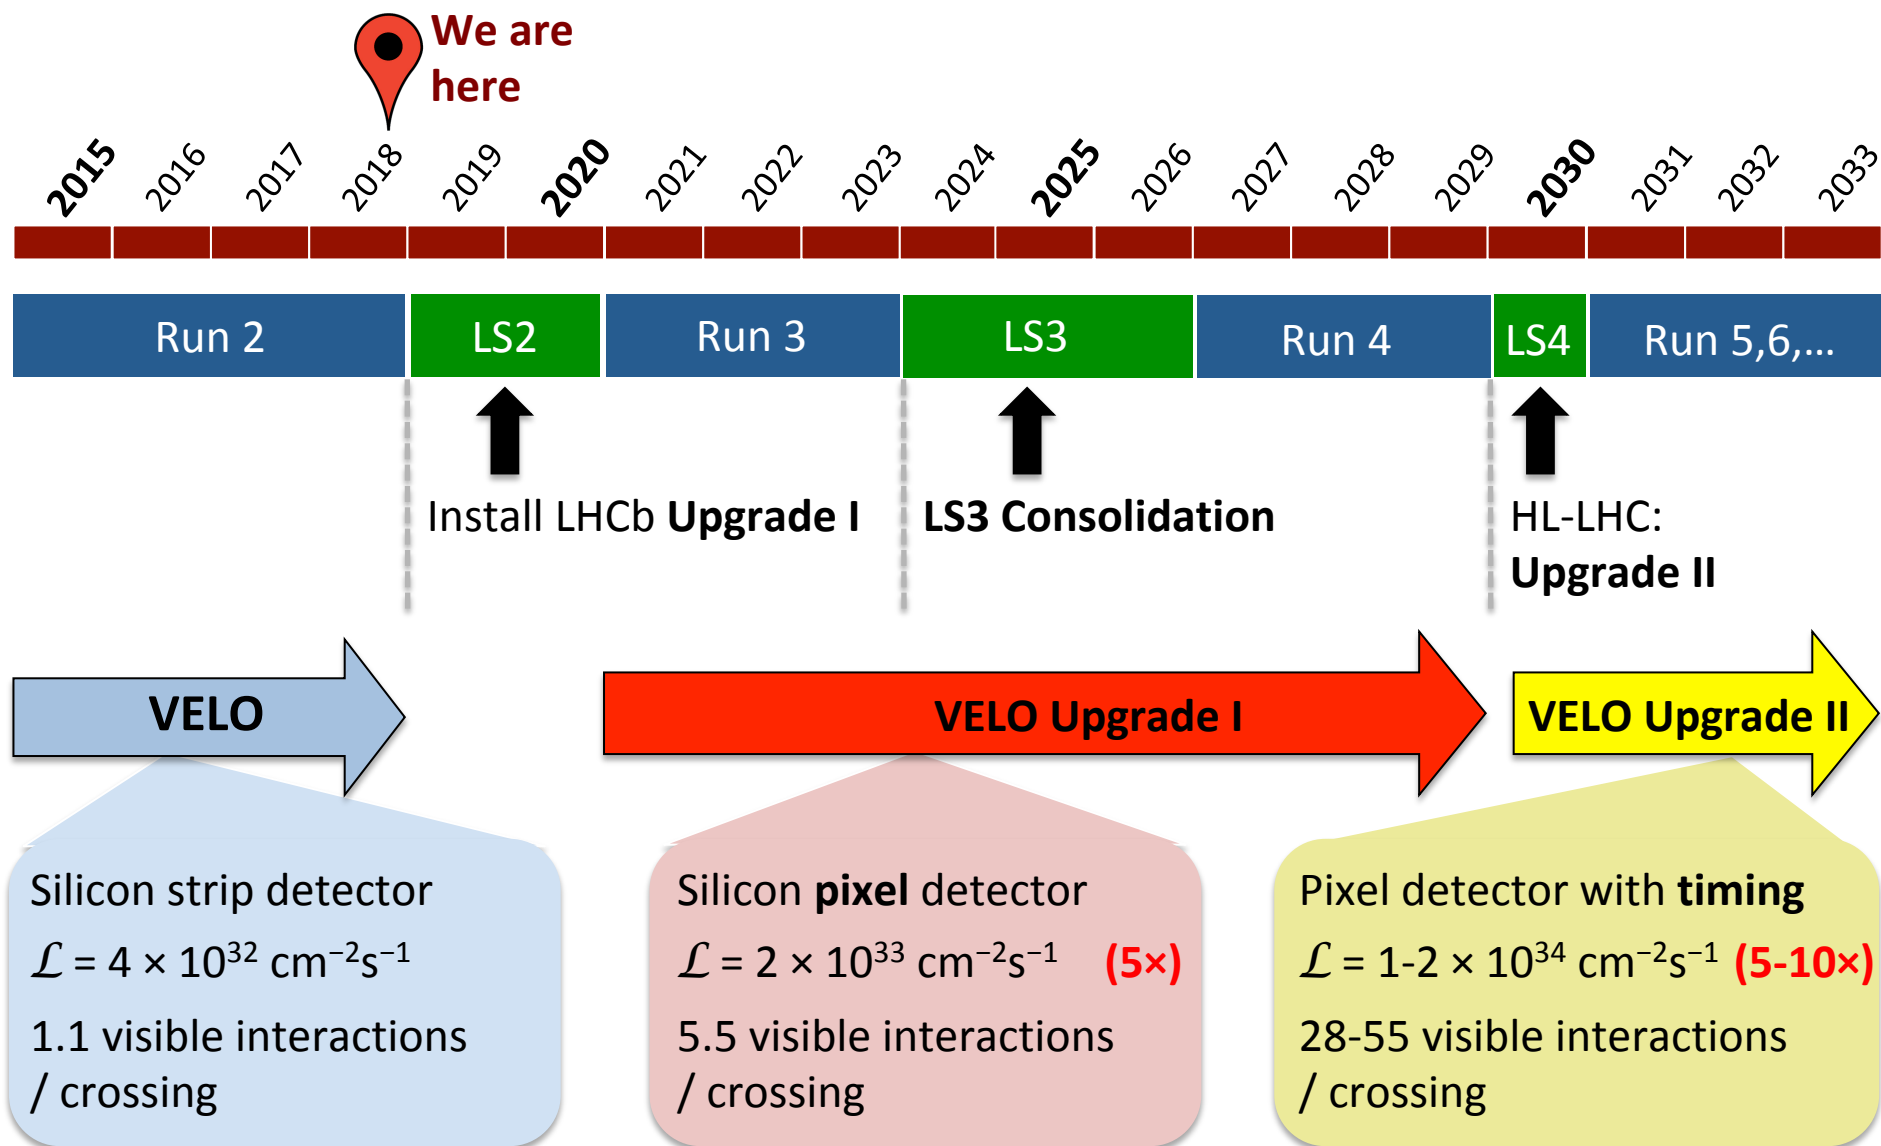 We are
here
2015 2016 2017 2018 2019 2020 2021 2022 2023 2024 2025 2026 2027 2028 2029 2030 2031 2032 2033
Run 2 LS2 Run 3 LS3 Run 4 LS4 Run 5,6,...
Install LHCb Upgrade I
LS3 Consolidation
HL-LHC:
Upgrade II
VELO
VELO Upgrade I
VELO Upgrade II
Silicon strip detector
ℒ = 4 × 10³² cm⁻²s⁻¹
1.1 visible interactions
/ crossing
Silicon pixel detector
ℒ = 2 × 10³³ cm⁻²s⁻¹ (5×)
5.5 visible interactions
/ crossing
Pixel detector with timing
ℒ = 1-2 × 10³⁴ cm⁻²s⁻¹ (5-10×)
28-55 visible interactions
/ crossing